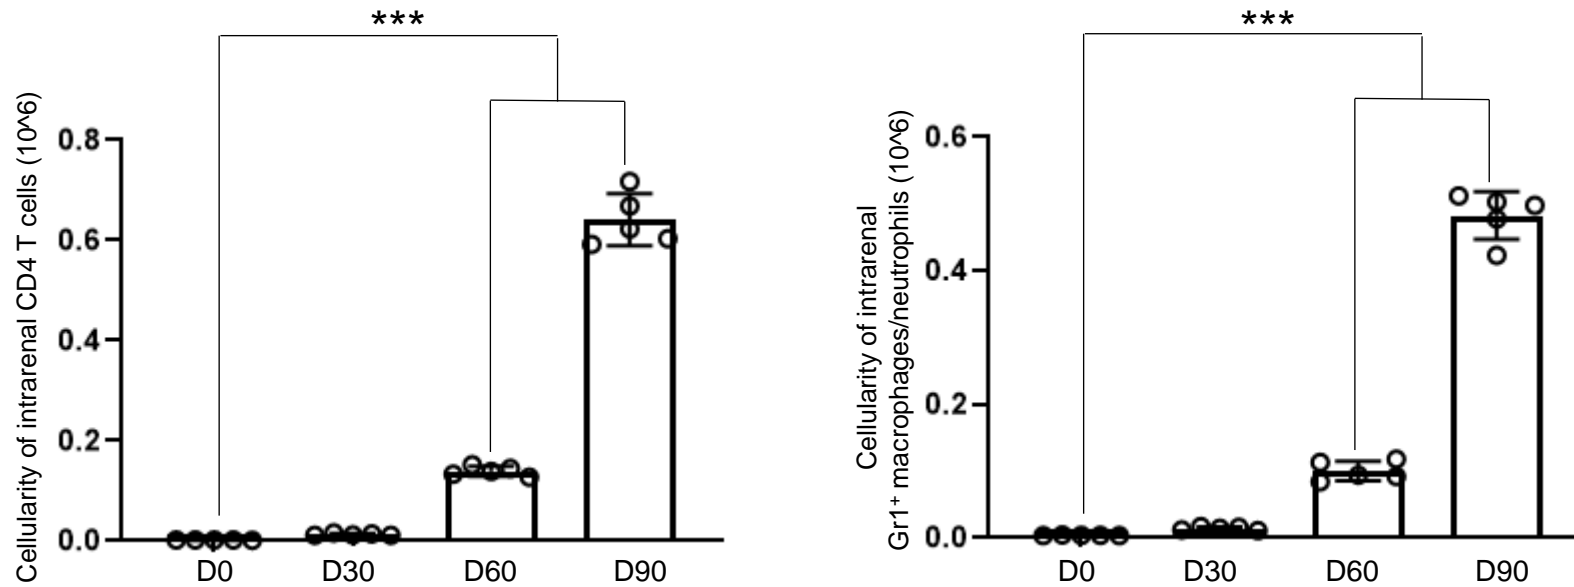 ***
Cellularity of intrarenal CD4 T cells (10^6)
0.8
0.6
0.4
0.2
0.0
D0 D30 D60 D90
***
Cellularity of intrarenal
Gr1⁺ macrophages/neutrophils (10^6)
0.6
0.4
0.2
0.0
D0 D30 D60 D90